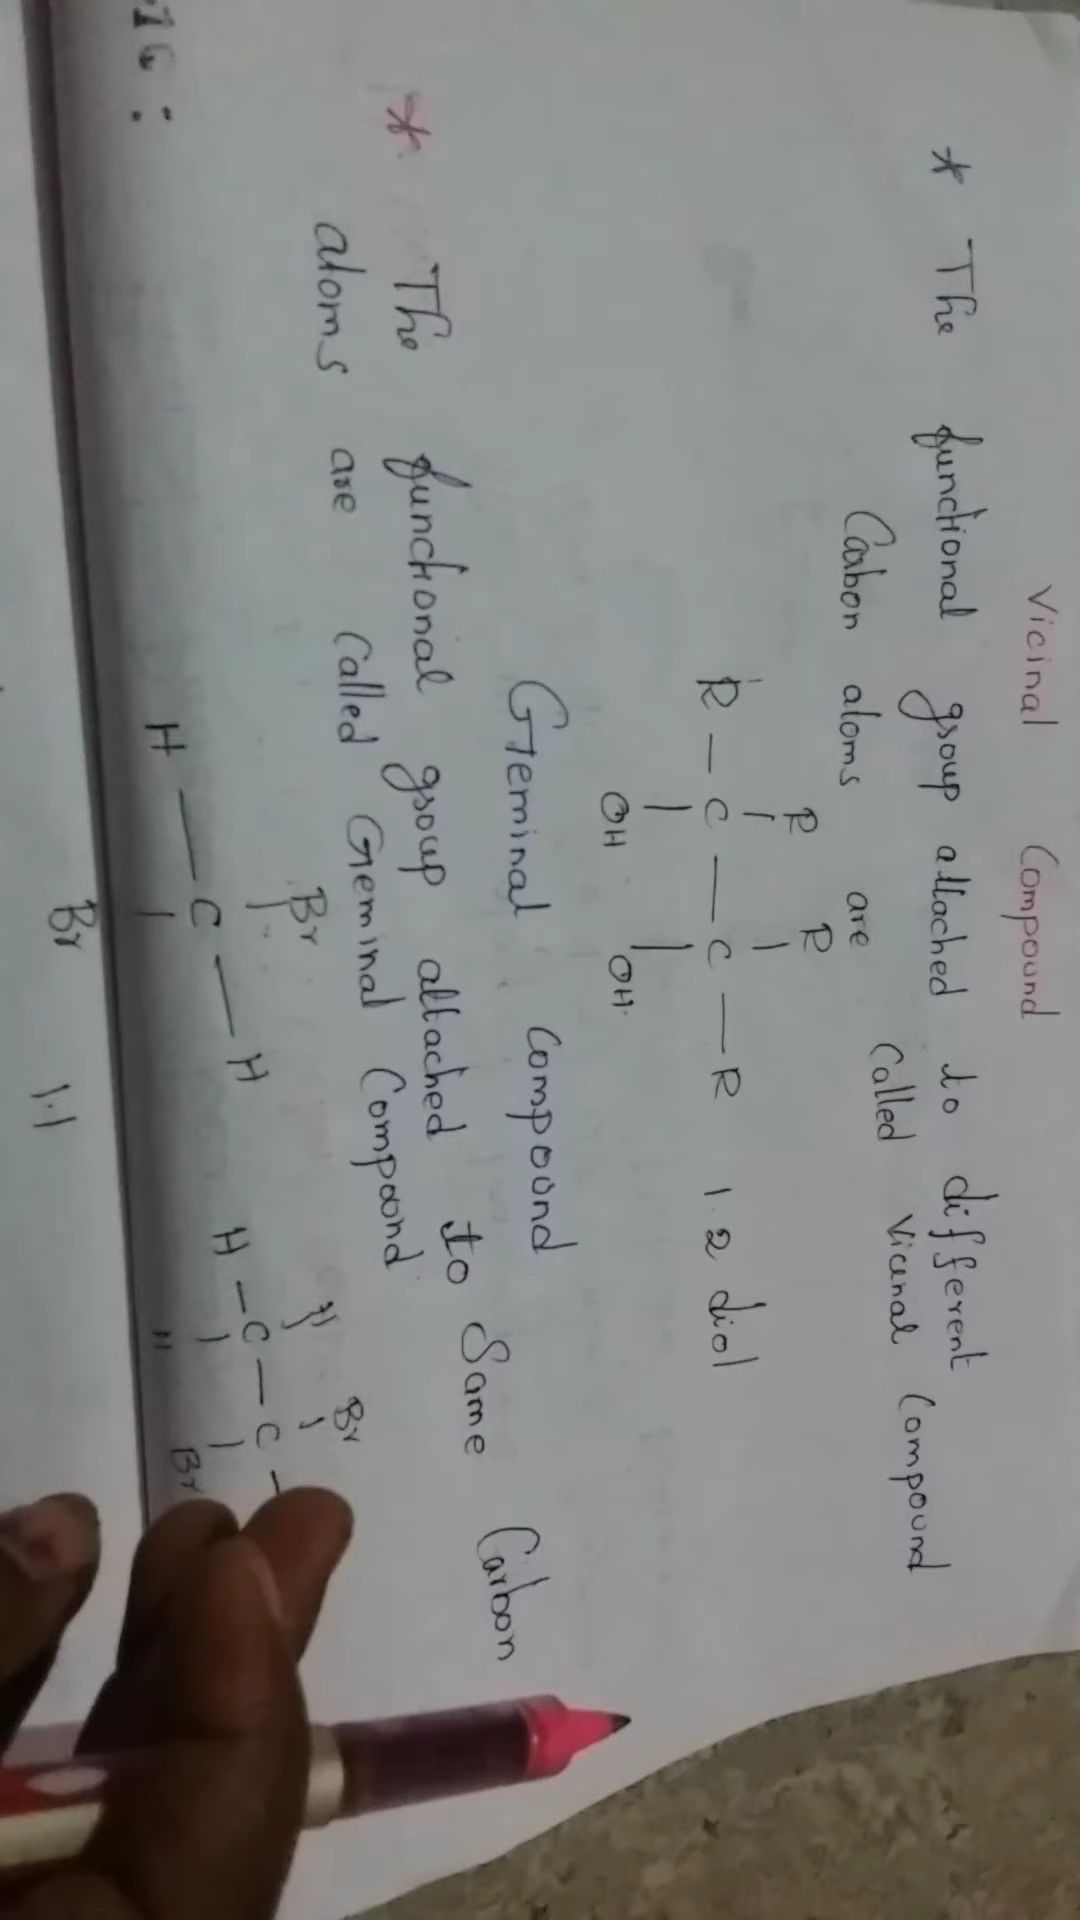 Vicinal Compound
* The functional group attached to different
Carbon atoms are called vicinal compound
R R
R - C - C - R 1.2 diol
OH OH
Geminal compound
* The functional group attached to same Carbon
atoms are called Geminal Compound
Br H Br
H - C - H H - C - C -
Br H Br
1.1
16: